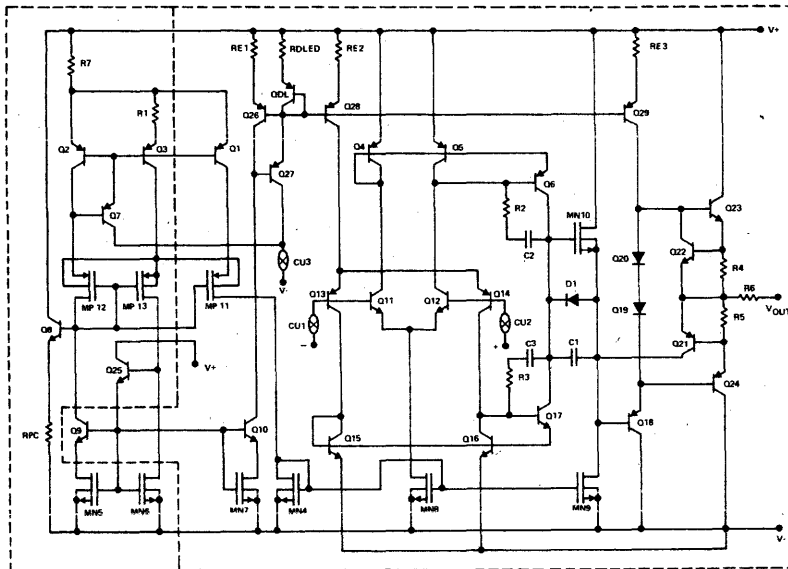 V+
RE1
RDLED
RE2
RE3
R7
QDL
R1
Q26
Q28
Q29
Q2
Q3
Q1
Q4
Q5
Q27
Q6
Q7
R2
MN10
Q23
Q22
C2
Q20
R4
CU3
V-
D1
R6
MP 12
MP 13
MP 11
Q13
Q11
Q12
Q14
VOUT
Q19
Q8
CU1
CU2
R5
-
+
C3
C1
Q21
Q25
V+
R3
Q24
RPC
Q9
Q10
Q15
Q16
Q17
Q18
MN5
MN6
MN7
MN4
MN8
MN9
V-